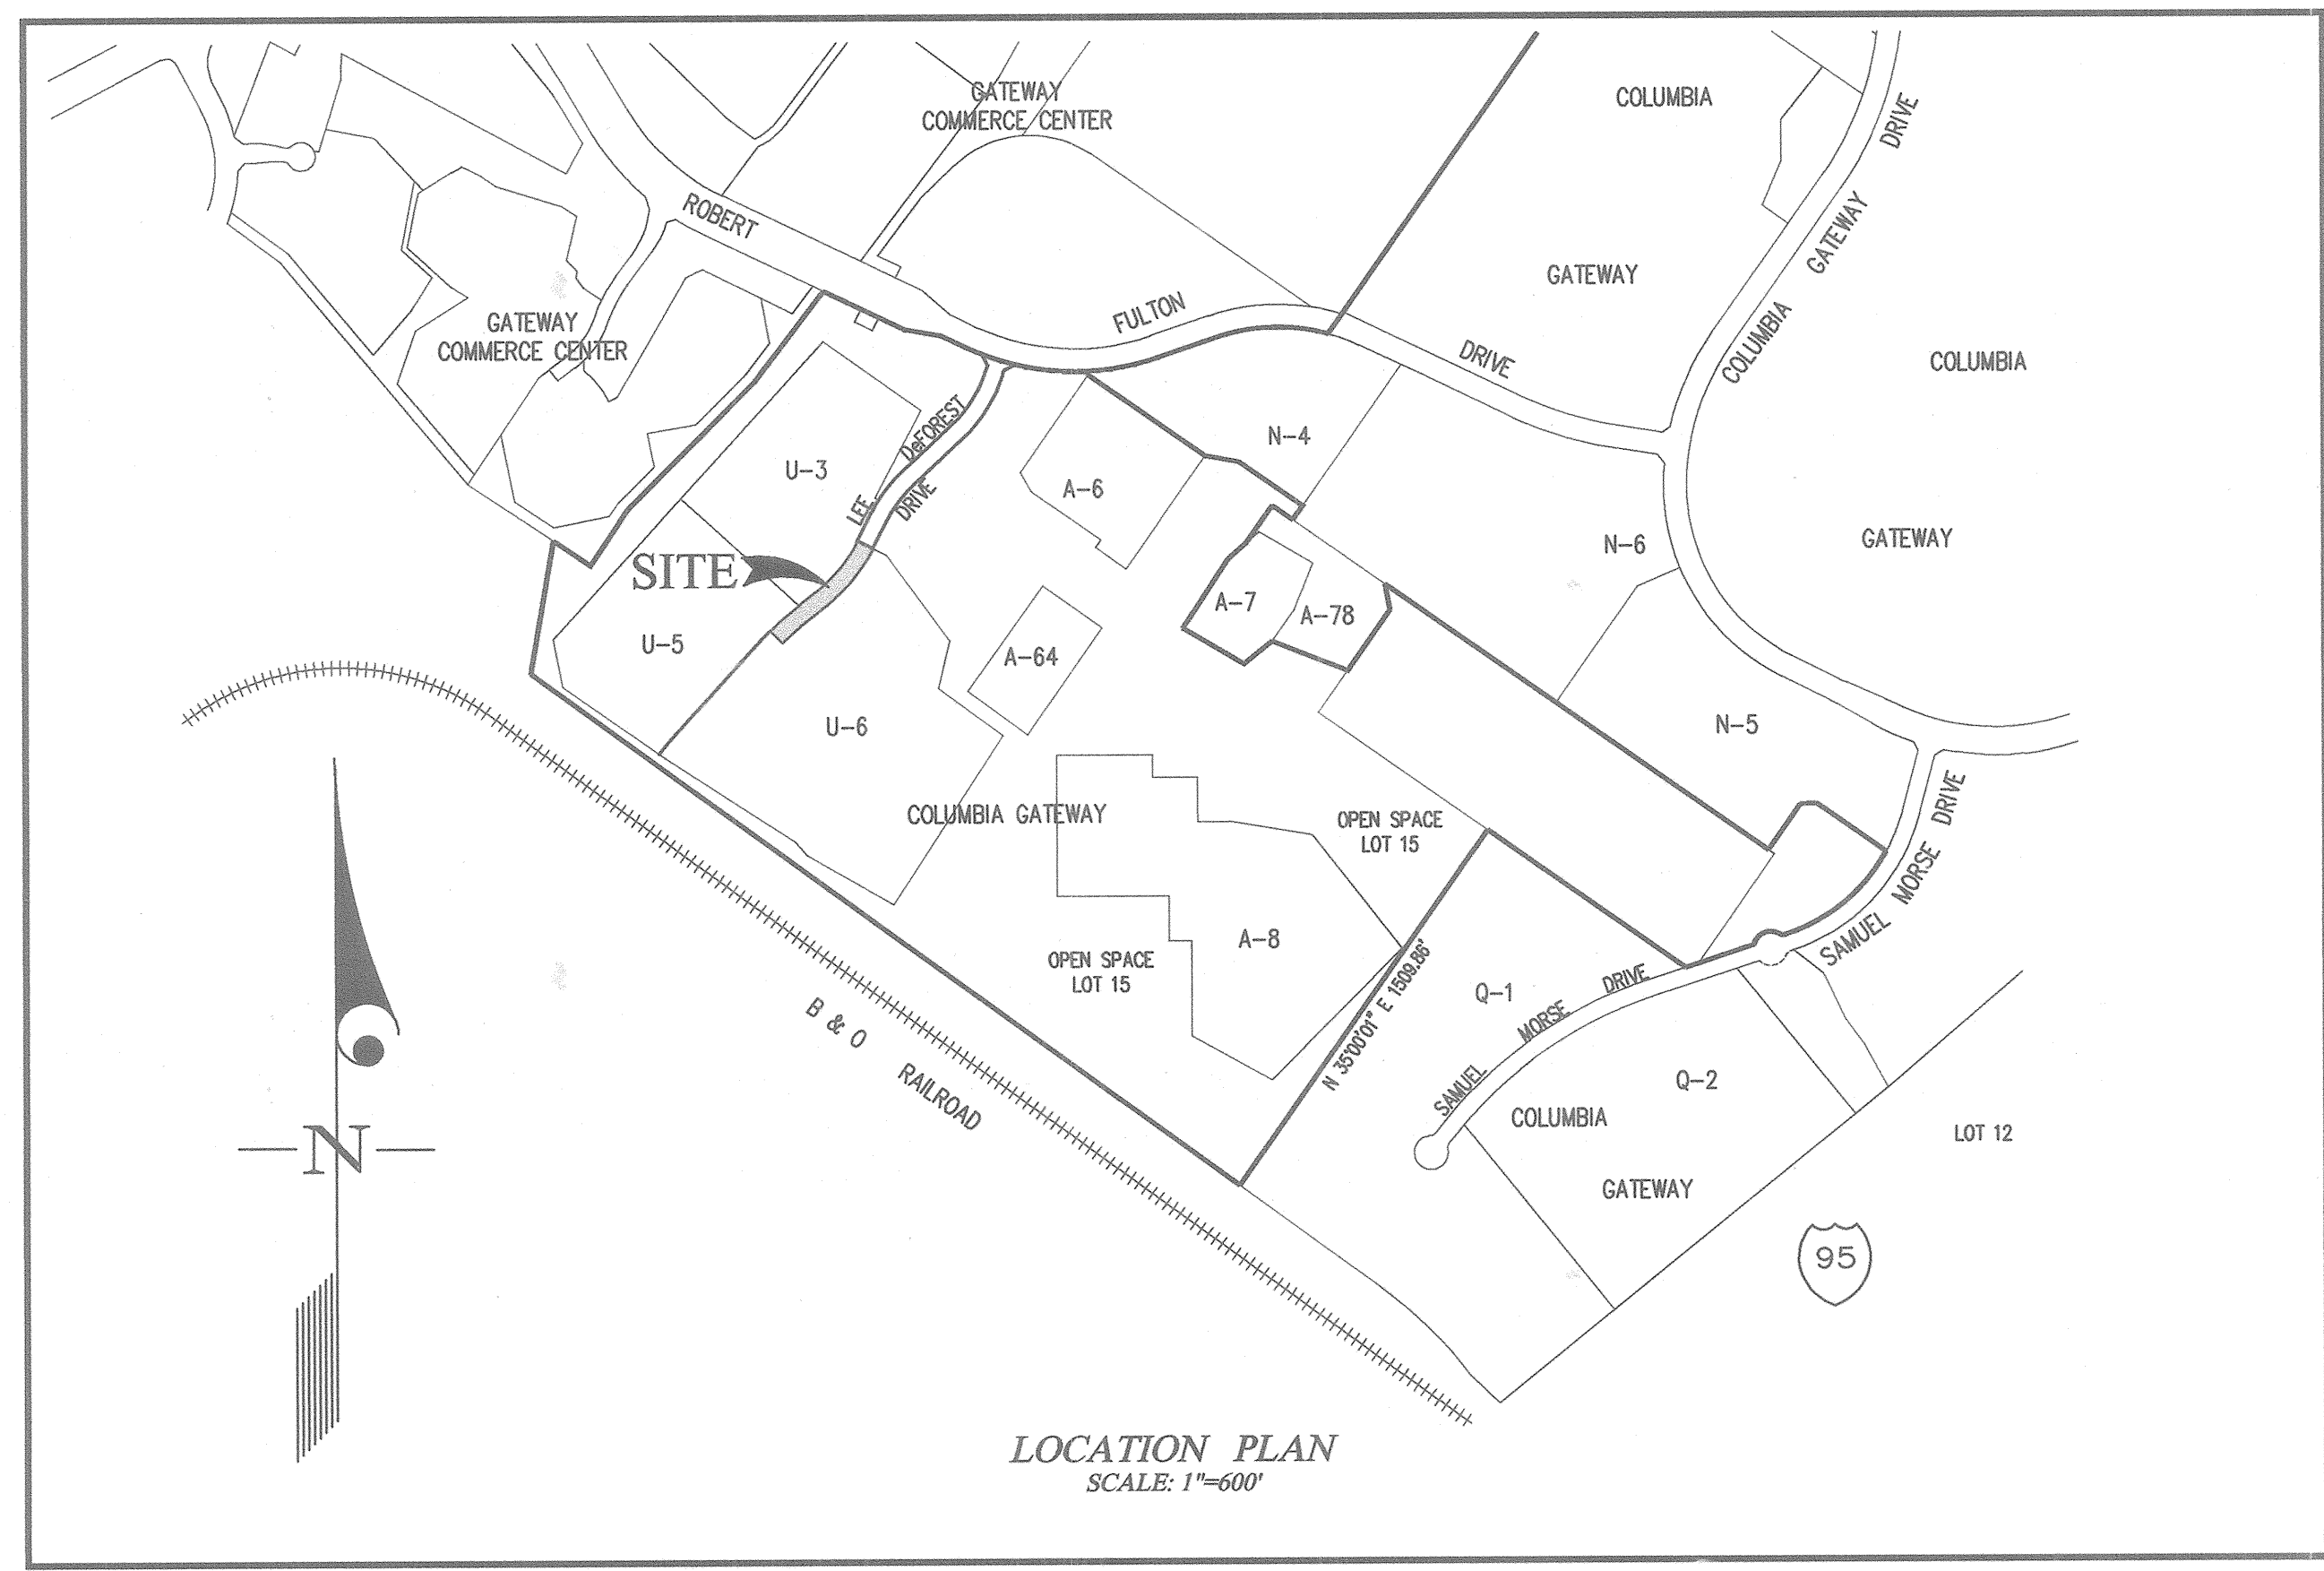 GATEWAY
COMMERCE CENTER
COLUMBIA
GATEWAY
COLUMBIA GATEWAY DRIVE
ROBERT FULTON DRIVE
GATEWAY
COMMERCE CENTER
COLUMBIA
GATEWAY
LEE DeFOREST
DRIVE
U-3
A-6
N-4
N-6
SITE
A-7
A-78
U-5
A-64
U-6
N-5
COLUMBIA GATEWAY
OPEN SPACE
LOT 15
SAMUEL MORSE DRIVE
A-8
OPEN SPACE
LOT 15
N 35°00'01" E 1509.86'
Q-1
SAMUEL MORSE DRIVE
B & O RAILROAD
Q-2
COLUMBIA
GATEWAY
LOT 12
N
95
LOCATION PLAN
SCALE: 1"=600'